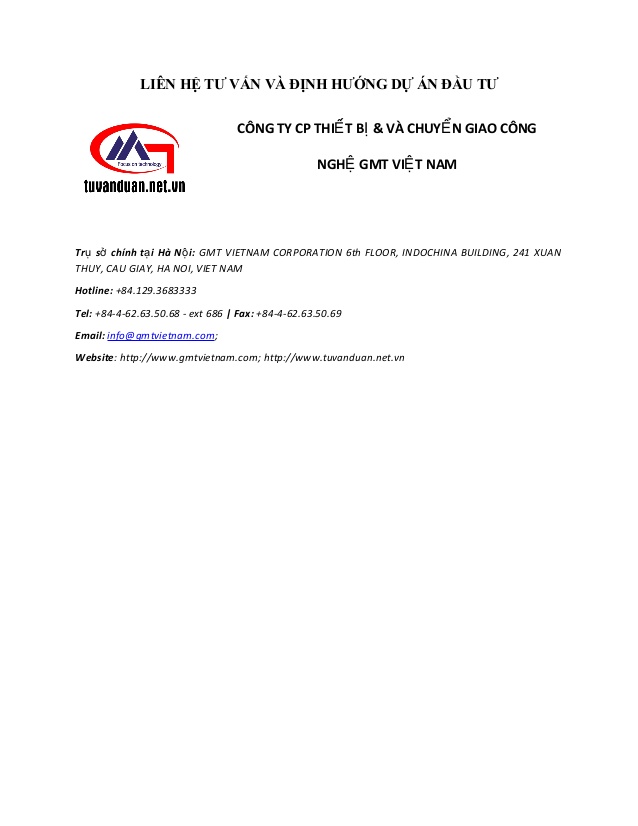 LIÊN HỆ TƯ VẤN VÀ ĐỊNH HƯỚNG DỰ ÁN ĐẦU TƯ
CÔNG TY CP THIẾT BỊ & VÀ CHUYỂN GIAO CÔNG
NGHỆ GMT VIỆT NAM
Focus on technology
tuvanduan.net.vn
Trụ sở chính tại Hà Nội: GMT VIETNAM CORPORATION 6th FLOOR, INDOCHINA BUILDING, 241 XUAN
THUY, CAU GIAY, HA NOI, VIET NAM
Hotline: +84.129.3683333
Tel: +84-4-62.63.50.68 - ext 686 | Fax: +84-4-62.63.50.69
Email: info@gmtvietnam.com;
Website: http://www.gmtvietnam.com; http://www.tuvanduan.net.vn